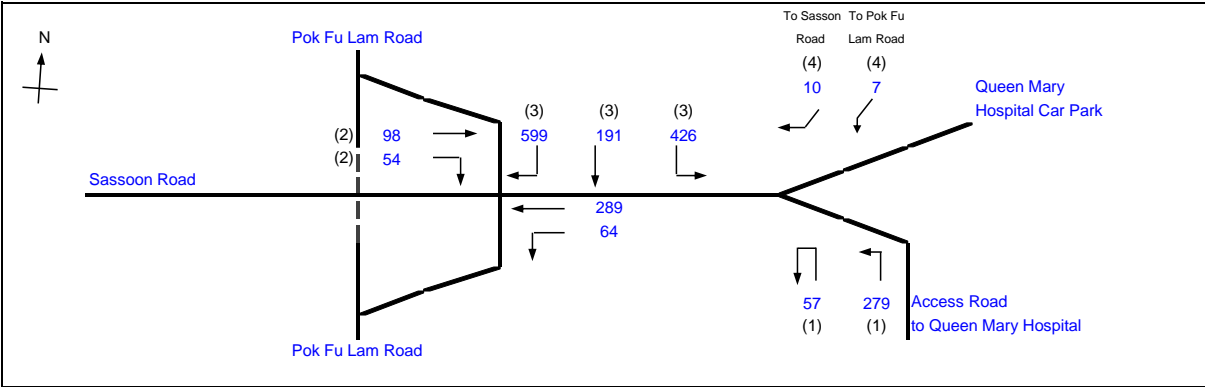 To Sasson To Pok Fu
Road Lam Road
N
Pok Fu Lam Road
(4) (4)
10 7
Queen Mary
Hospital Car Park
(3) (3) (3)
(2) 98 599 191 426
(2) 54
Sassoon Road
289
64
57 279 Access Road
(1) (1) to Queen Mary Hospital
Pok Fu Lam Road